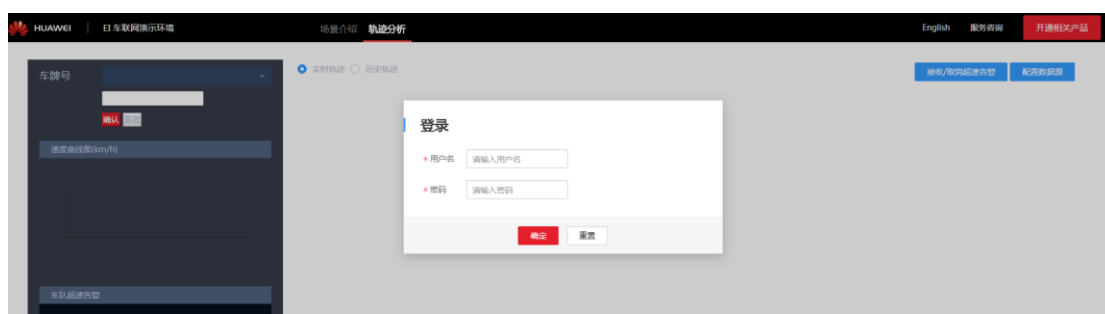 HUAWEI EI 车联网演示环境 场景介绍 轨迹分析 English 服务咨询 开通相关产品
车牌号 实时轨迹 历史轨迹 接收/取消超速告警 配置数据源
确认 重置
速度曲线图(km/h)
登录
* 用户名 请输入用户名
* 密码 请输入密码
确定 重置
车队超速告警